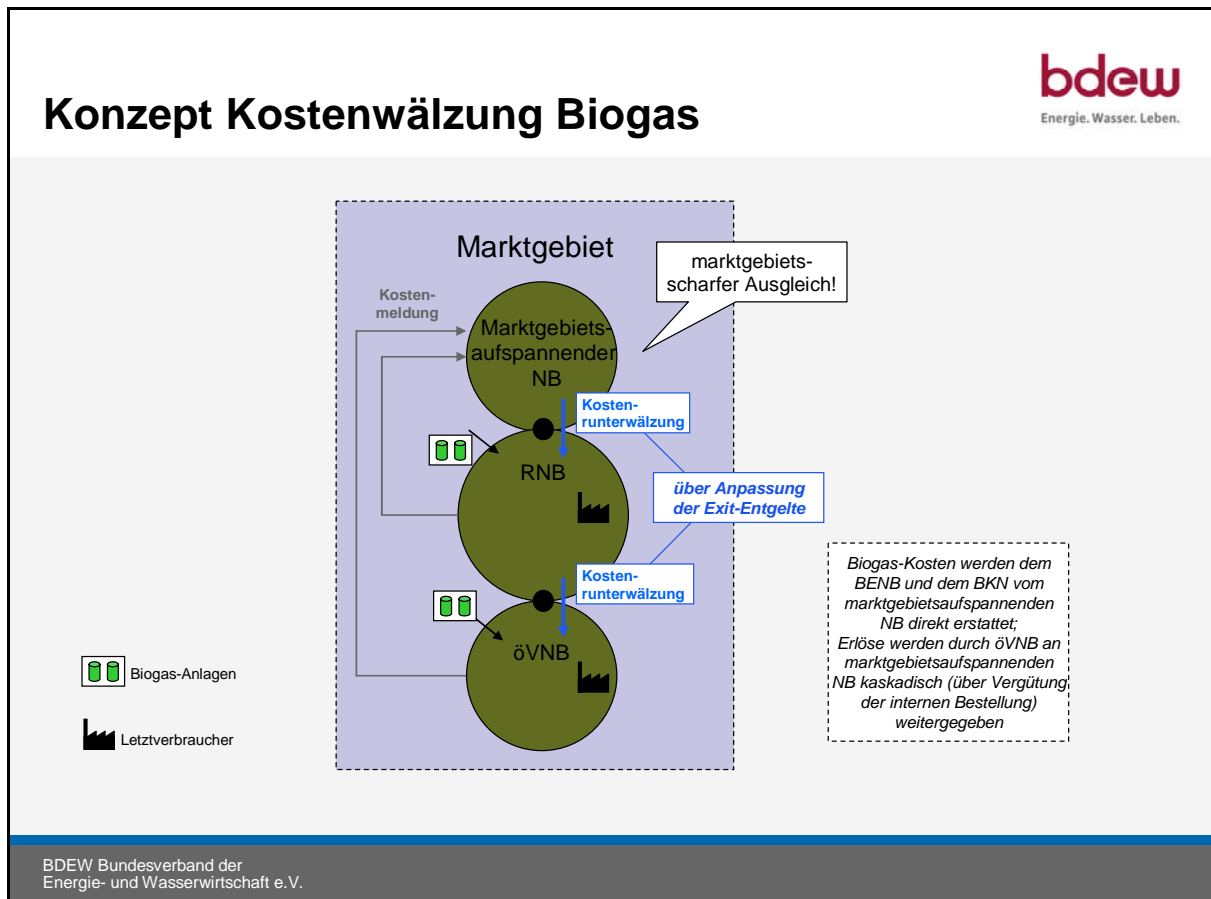 Konzept Kostenwälzung Biogas
bdew
Energie. Wasser. Leben.
Marktgebiet
marktgebiets-
scharfer Ausgleich!
Kosten-
meldung
Marktgebiets-
aufspannender
NB
Kosten-
runterwälzung
RNB
über Anpassung
der Exit-Entgelte
Kosten-
runterwälzung
öVNB
Biogas-Kosten werden dem
BENB und dem BKN vom
marktgebietsaufspannenden
NB direkt erstattet;
Erlöse werden durch öVNB an
marktgebietsaufspannenden
NB kaskadisch (über Vergütung
der internen Bestellung)
weitergegeben
Biogas-Anlagen
Letztverbraucher
BDEW Bundesverband der
Energie- und Wasserwirtschaft e.V.